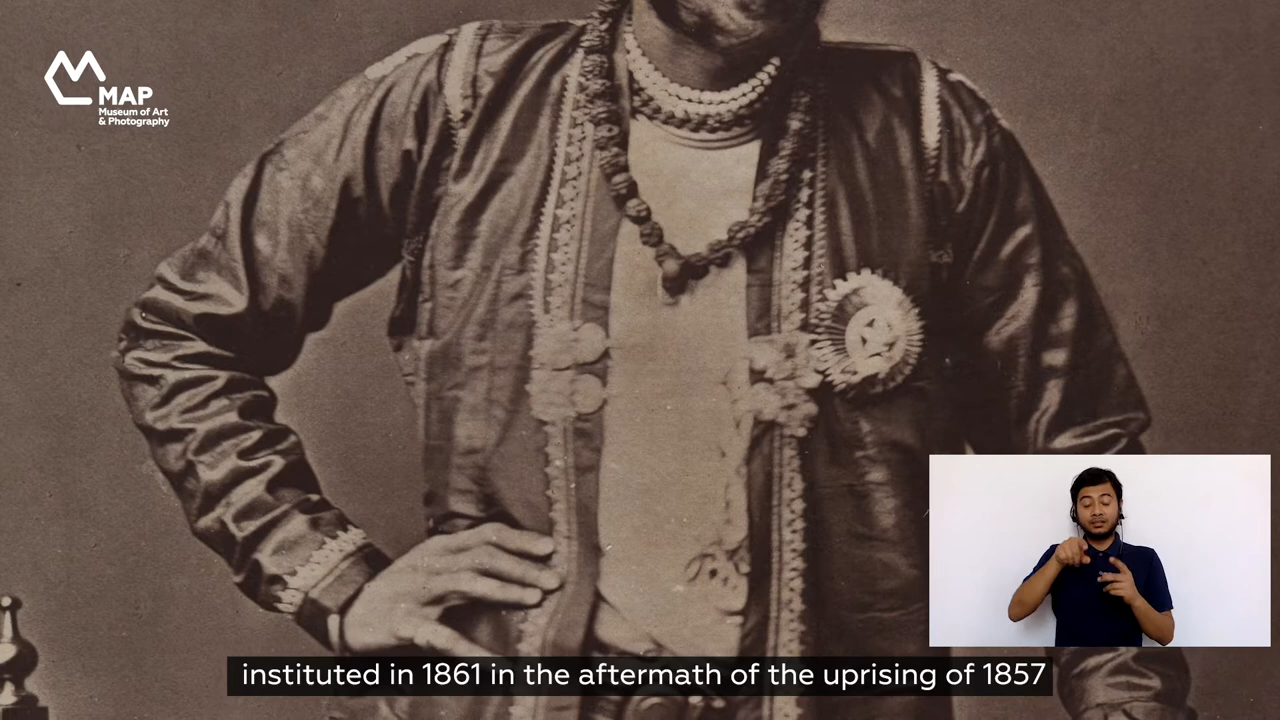 MAP
Museum of Art
& Photography
instituted in 1861 in the aftermath of the uprising of 1857